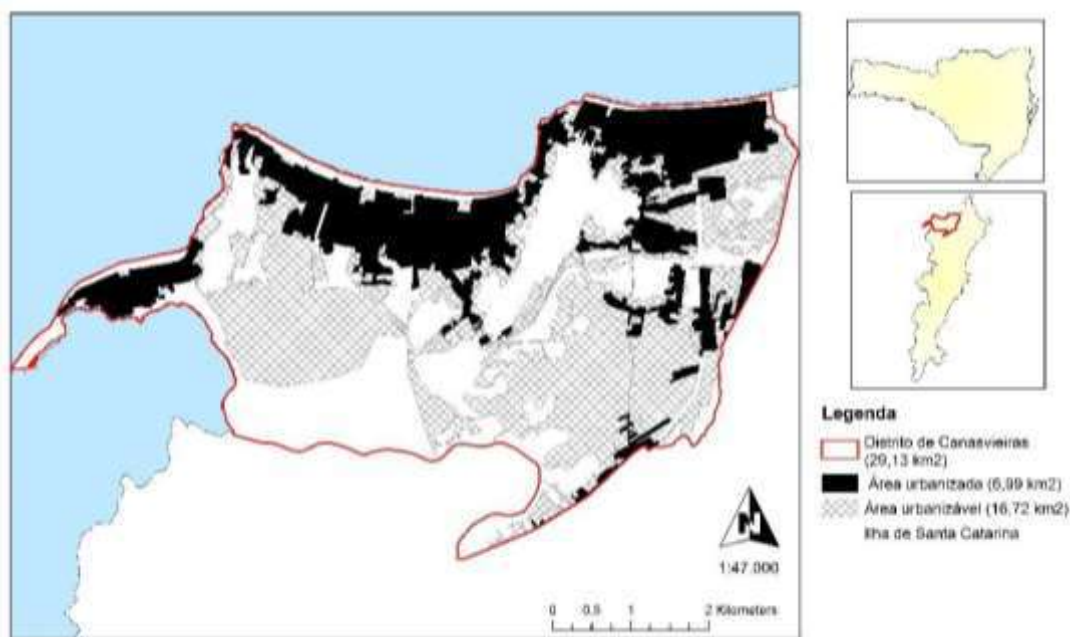 Legenda
Distrito de Canasvieiras
(29,13 km2)
Área urbanizada (6,99 km2)
Área urbanizável (16,72 km2)
Ilha de Santa Catarina
N
1:47.000
0 0,5 1 2 Kilometers